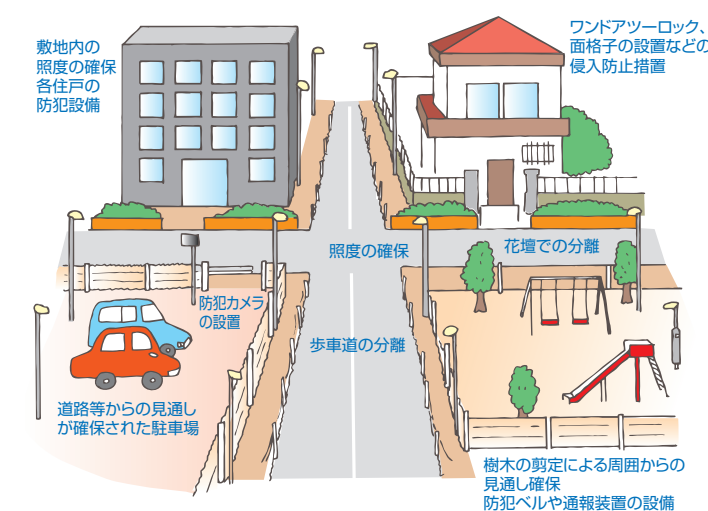 敷地内の
照度の確保
各住戸の
防犯設備
ワンドアツーロック、
面格子の設置などの
侵入防止措置
照度の確保
花壇での分離
防犯カメラ
の設置
歩車道の分離
道路等からの見通し
が確保された駐車場
樹木の剪定による周囲からの
見通し確保
防犯ベルや通報装置の設備